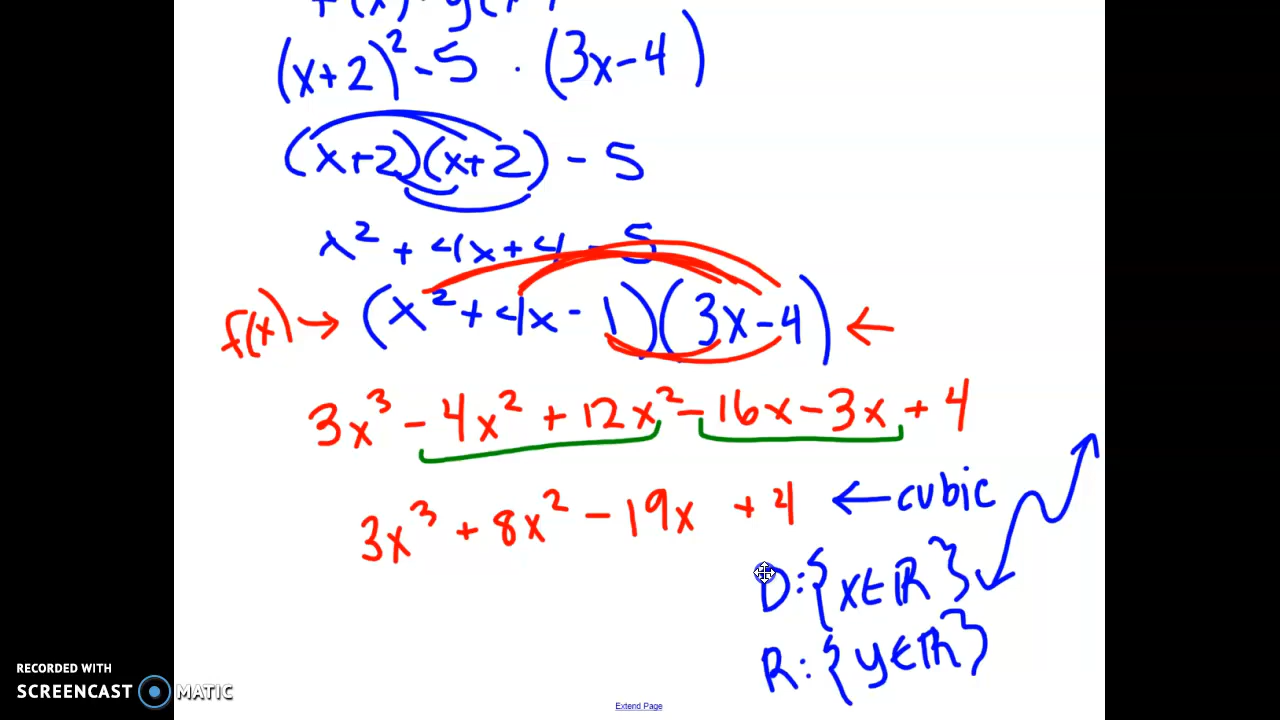 (x+2)² - 5 · (3x-4)
(x+2)(x+2) - 5
x² + 4x + 4 - 5
f(x) → (x² + 4x - 1)(3x - 4) ←
3x³ - 4x² + 12x² - 16x - 3x + 4
3x³ + 8x² - 19x + 4 ← cubic
D: {x∈ℝ}
R: {y∈ℝ}
RECORDED WITH
SCREENCAST MATIC
Extend Page